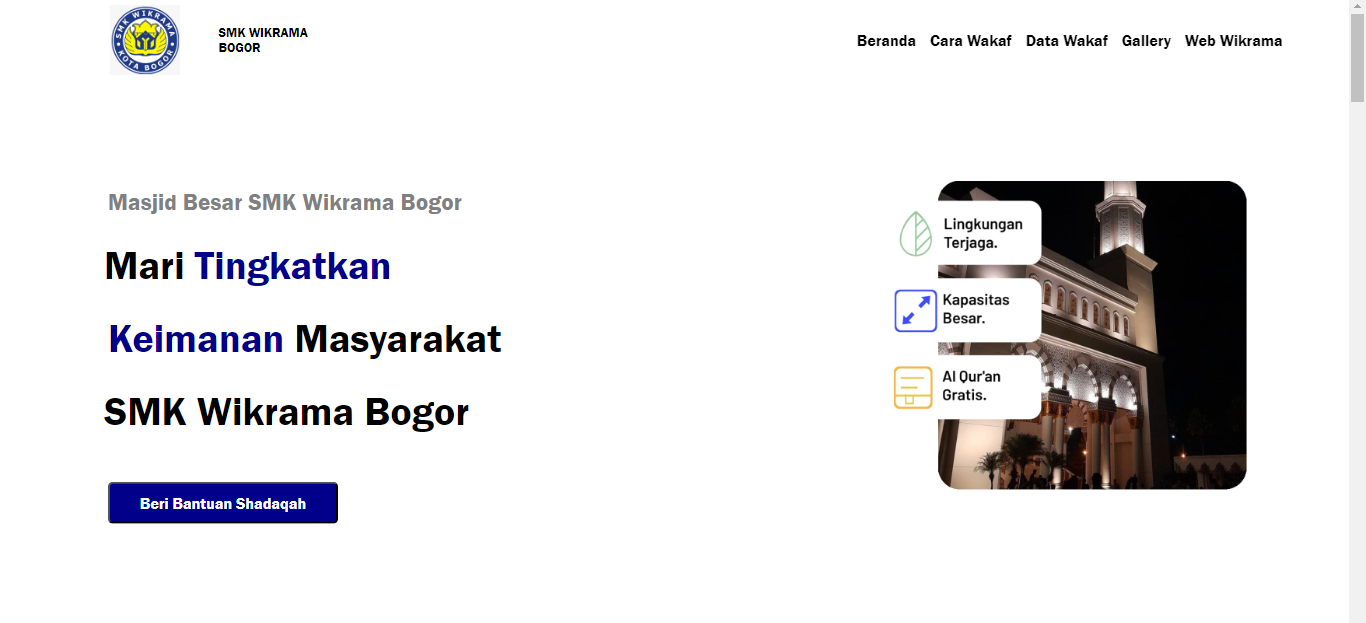 SMK WIKRAMA
KOTA BOGOR
SMK WIKRAMA
BOGOR
Beranda Cara Wakaf Data Wakaf Gallery Web Wikrama
Masjid Besar SMK Wikrama Bogor
Mari Tingkatkan
Keimanan Masyarakat
SMK Wikrama Bogor
Beri Bantuan Shadaqah
Lingkungan
Terjaga.
Kapasitas
Besar.
Al Qur'an
Gratis.